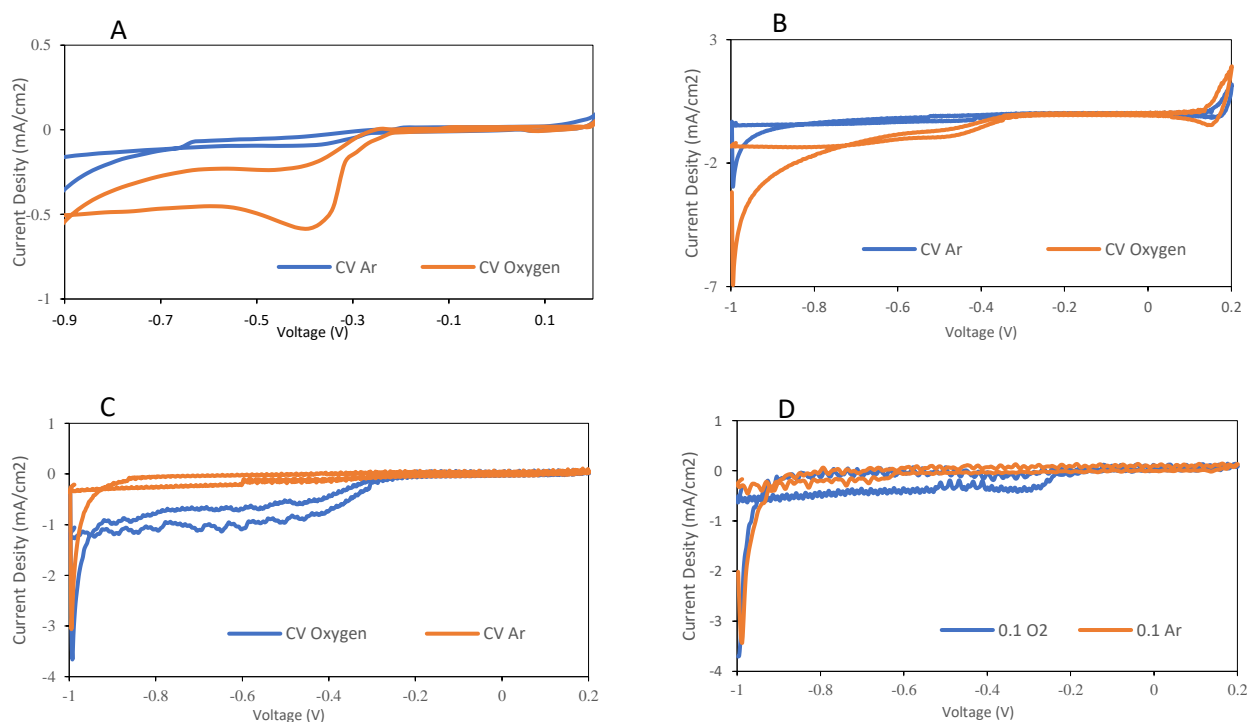 A
0.5
0
-0.5
-1
Current Desity (mA/cm2)
-0.9 -0.7 -0.5 -0.3 -0.1 0.1
Voltage (V)
CV Ar CV Oxygen
B
3
-2
-7
Current Desity (mA/cm2)
-1 -0.8 -0.6 -0.4 -0.2 0 0.2
Voltage (V)
CV Ar CV Oxygen
C
1
0
-1
-2
-3
-4
Current Desity (mA/cm2)
-1 -0.8 -0.6 -0.4 -0.2 0 0.2
Voltage (V)
CV Oxygen CV Ar
D
1
0
-1
-2
-3
-4
Current Desity (mA/cm2)
-1 -0.8 -0.6 -0.4 -0.2 0 0.2
Voltage (V)
0.1 O2 0.1 Ar